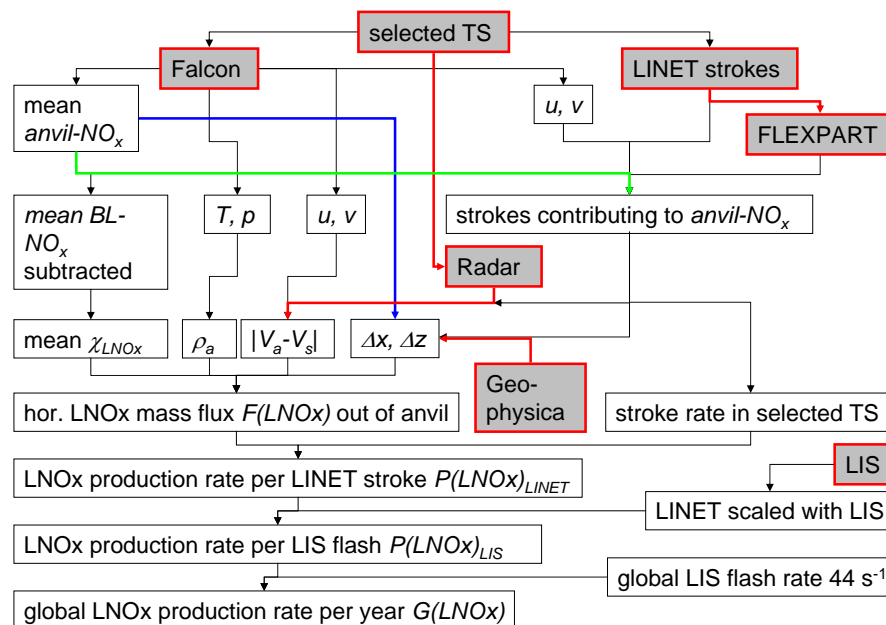 selected TS
Falcon
LINET strokes
mean
anvil-NOx
u, v
FLEXPART
mean BL-
NOx
subtracted
T, p
u, v
strokes contributing to anvil-NOx
Radar
mean χLNOx
ρa
|Va-Vs|
Δx, Δz
Geo-
physica
hor. LNOx mass flux F(LNOx) out of anvil
stroke rate in selected TS
LIS
LNOx production rate per LINET stroke P(LNOx)LINET
LINET scaled with LIS
LNOx production rate per LIS flash P(LNOx)LIS
global LIS flash rate 44 s-1
global LNOx production rate per year G(LNOx)